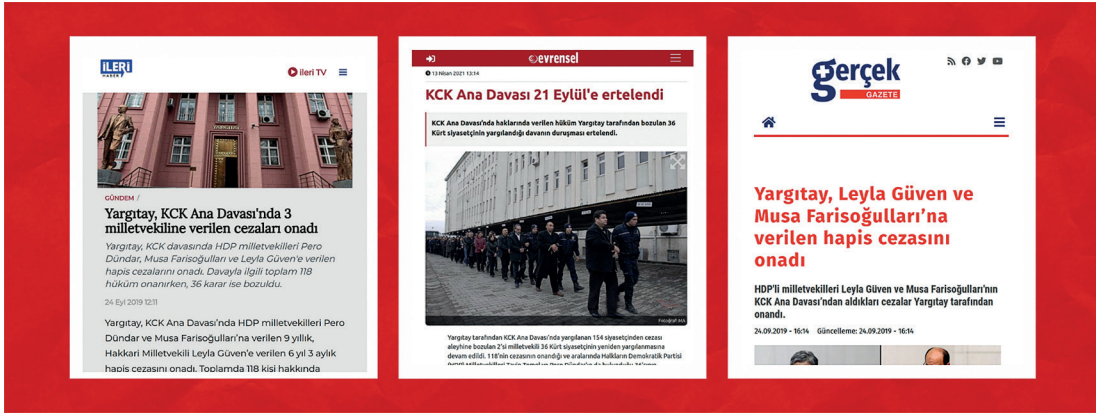 İLERİ
HABER
ileri TV
YARGITAY
GÜNDEM /
Yargıtay, KCK Ana Davası'nda 3
milletvekiline verilen cezaları onadı
Yargıtay, KCK davasında HDP milletvekilleri Pero
Dündar, Musa Farisoğulları ve Leyla Güven'e verilen
hapis cezalarını onadı. Davayla ilgili toplam 118
hüküm onanırken, 36 karar ise bozuldu.
24 Eyl 2019 12:11
Yargıtay, KCK Ana Davası'nda HDP milletvekilleri Pero
Dündar ve Musa Farisoğulları'na verilen 9 yıllık,
Hakkari Milletvekili Leyla Güven'e verilen 6 yıl 3 aylık
hapis cezasını onadı. Toplamda 118 kişi hakkında
evrensel
13 Nisan 2021 13:14
KCK Ana Davası 21 Eylül'e ertelendi
KCK Ana Davası'nda haklarında verilen hüküm Yargıtay tarafından bozulan 36
Kürt siyasetçinin yargılandığı davanın duruşması ertelendi.
Fotoğraf: MA
Yargıtay tarafından KCK Ana Davası'nda yargılanan 154 siyasetçinden cezası
aleyhine bozulan 2'si milletvekili 36 Kürt siyasetçinin yeniden yargılanmasına
devam edildi. 118'nin cezasının onandığı ve aralarında Halkların Demokratik Partisi
gerçek
GAZETE
Yargıtay, Leyla Güven ve
Musa Farisoğulları'na
verilen hapis cezasını
onadı
HDP'li milletvekilleri Leyla Güven ve Musa Farisoğulları'nın
KCK Ana Davası'ndan aldıkları cezalar Yargıtay tarafından
onandı.
24.09.2019 - 16:14 Güncelleme: 24.09.2019 - 16:14